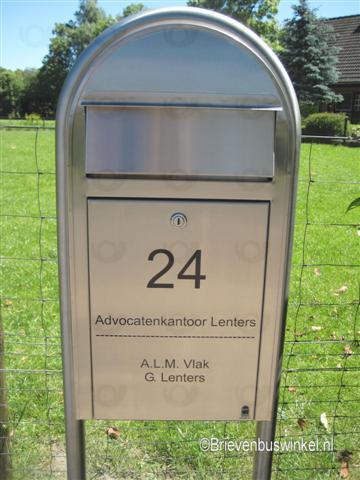 24
Advocatenkantoor Lenters
A.L.M. Vlak
G. Lenters
©Brievenbuswinkel.nl